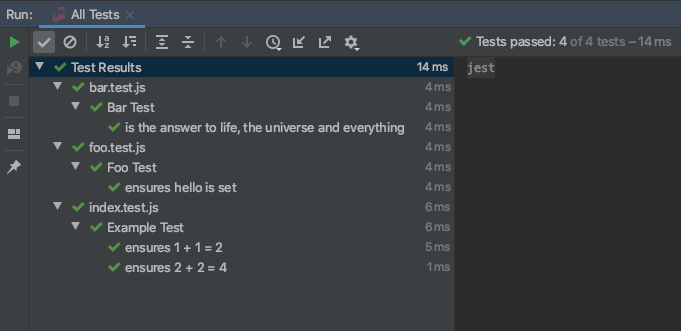 Run: All Tests
Tests passed: 4 of 4 tests – 14 ms
Test Results 14 ms
jest
bar.test.js 4 ms
Bar Test 4 ms
is the answer to life, the universe and everything 4 ms
foo.test.js 4 ms
Foo Test 4 ms
ensures hello is set 4 ms
index.test.js 6 ms
Example Test 6 ms
ensures 1 + 1 = 2 5 ms
ensures 2 + 2 = 4 1 ms